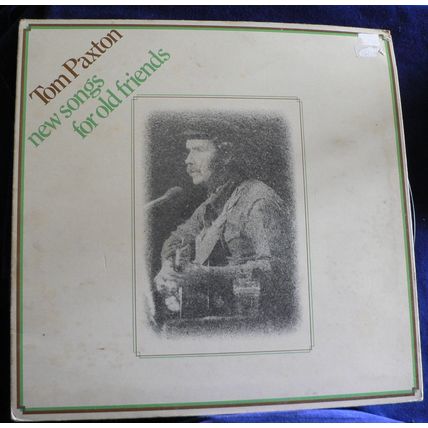 Tom Paxton
new songs
for old friends